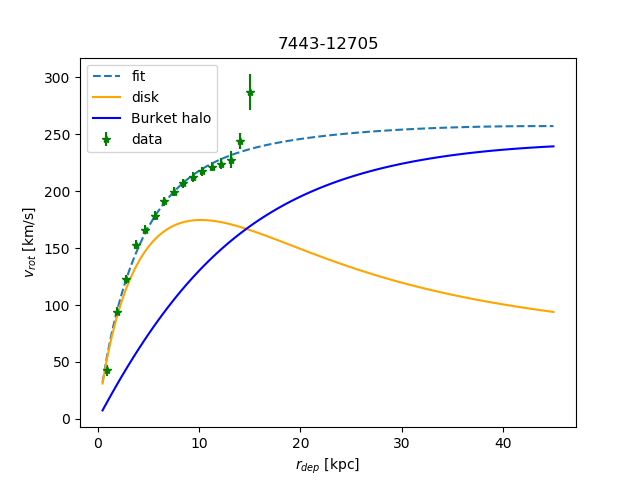 7443-12705
fit
disk
Burket halo
data
300
250
200
150
100
50
0
v_rot [km/s]
0 10 20 30 40
r_dep [kpc]